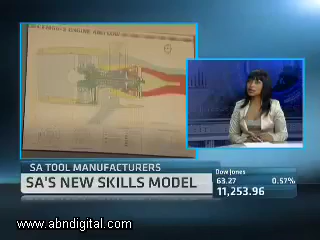 SA TOOL MANUFACTURERS
SA'S NEW SKILLS MODEL
Dow Jones
63.27 0.57%
11,253.96
www.abndigital.com